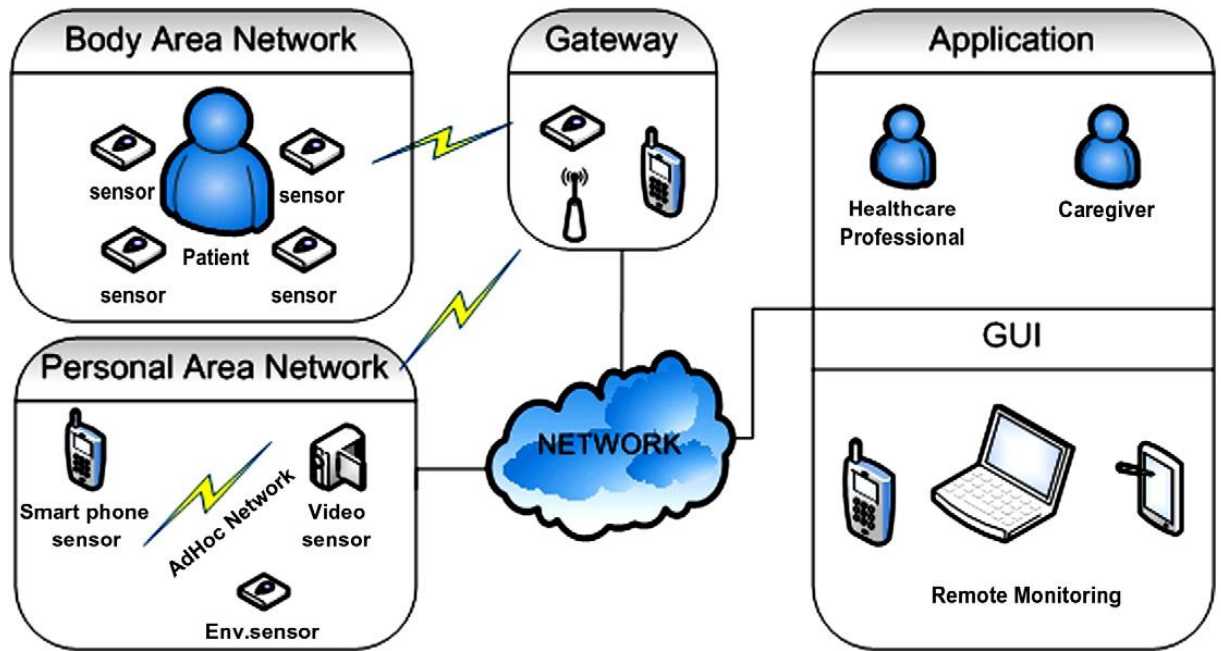 Body Area Network
sensor
sensor
Patient
sensor
sensor
Gateway
Application
Healthcare
Professional
Caregiver
Personal Area Network
Smart phone
sensor
AdHoc Network
Video
sensor
Env.sensor
NETWORK
GUI
Remote Monitoring